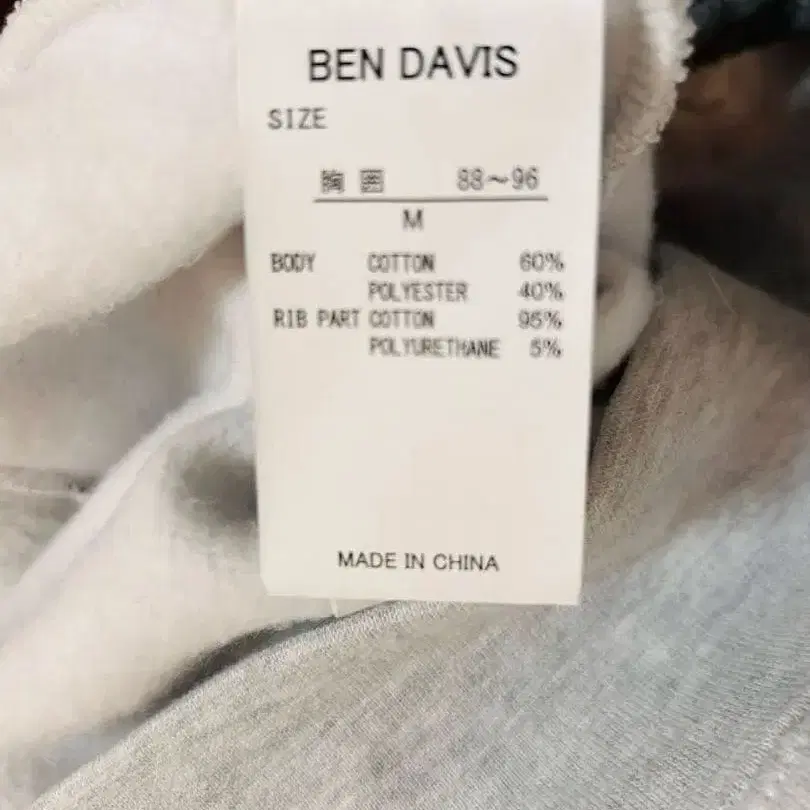 BEN DAVIS
SIZE
胸囲 88～96
M
BODY COTTON 60%
POLYESTER 40%
RIB PART COTTON 95%
POLYURETHANE 5%
MADE IN CHINA